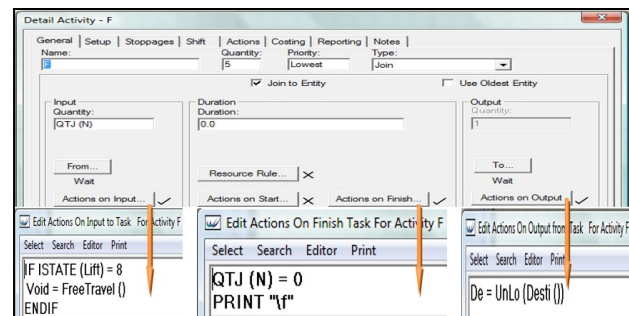 Detail Activity - F
General Setup Stoppages Shift Actions Costing Reporting Notes
Name: Quantity: Priority: Type:
F 5 Lowest Join
Join to Entity Use Oldest Entity
Input Duration Output
Quantity: Duration: Quantity:
QTJ (N) 0.0 1
From... Resource Rule... To...
Wait Wait
Actions on Input... Actions on Start... Actions on Finish... Actions on Output
Edit Actions On Input to Task For Activity F
Select Search Editor Print
IF ISTATE (Lift) = 8
Void = FreeTravel ()
ENDIF
Edit Actions On Finish Task For Activity F
Select Search Editor Print
QTJ (N) = 0
PRINT "\f"
Edit Actions On Output from Task For Activity F
Select Search Editor Print
De = UnLo (Desti ())